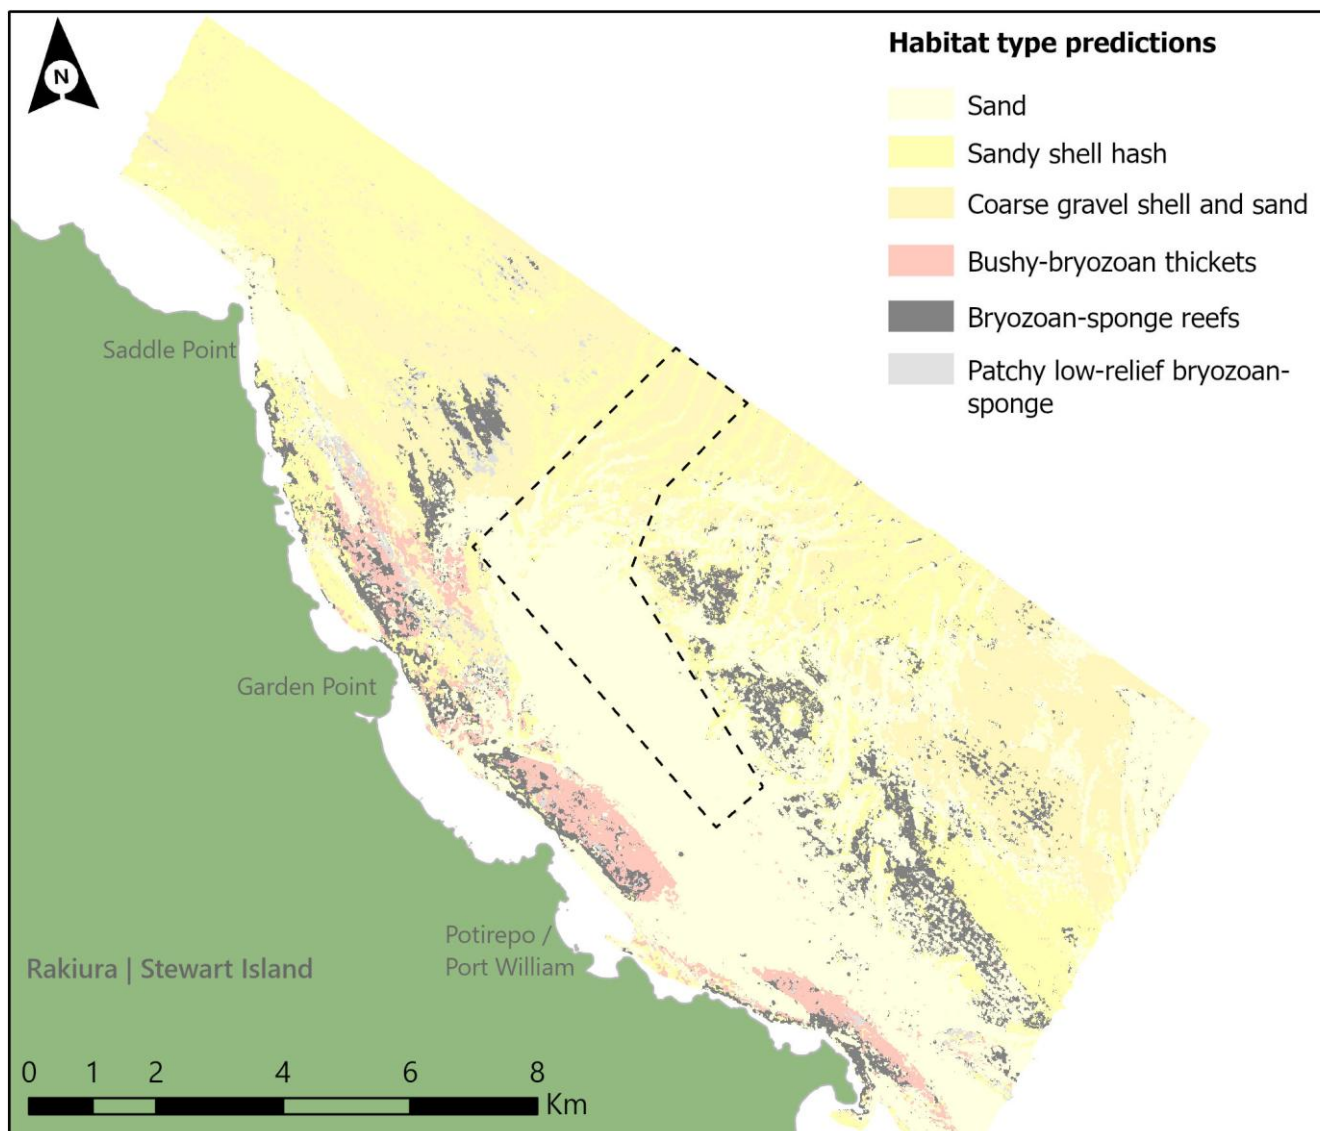 N
Habitat type predictions
Sand
Sandy shell hash
Coarse gravel shell and sand
Bushy-bryozoan thickets
Bryozoan-sponge reefs
Patchy low-relief bryozoan-
sponge
Saddle Point
Garden Point
Potirepo /
Port William
Rakiura | Stewart Island
0 1 2 4 6 8
Km